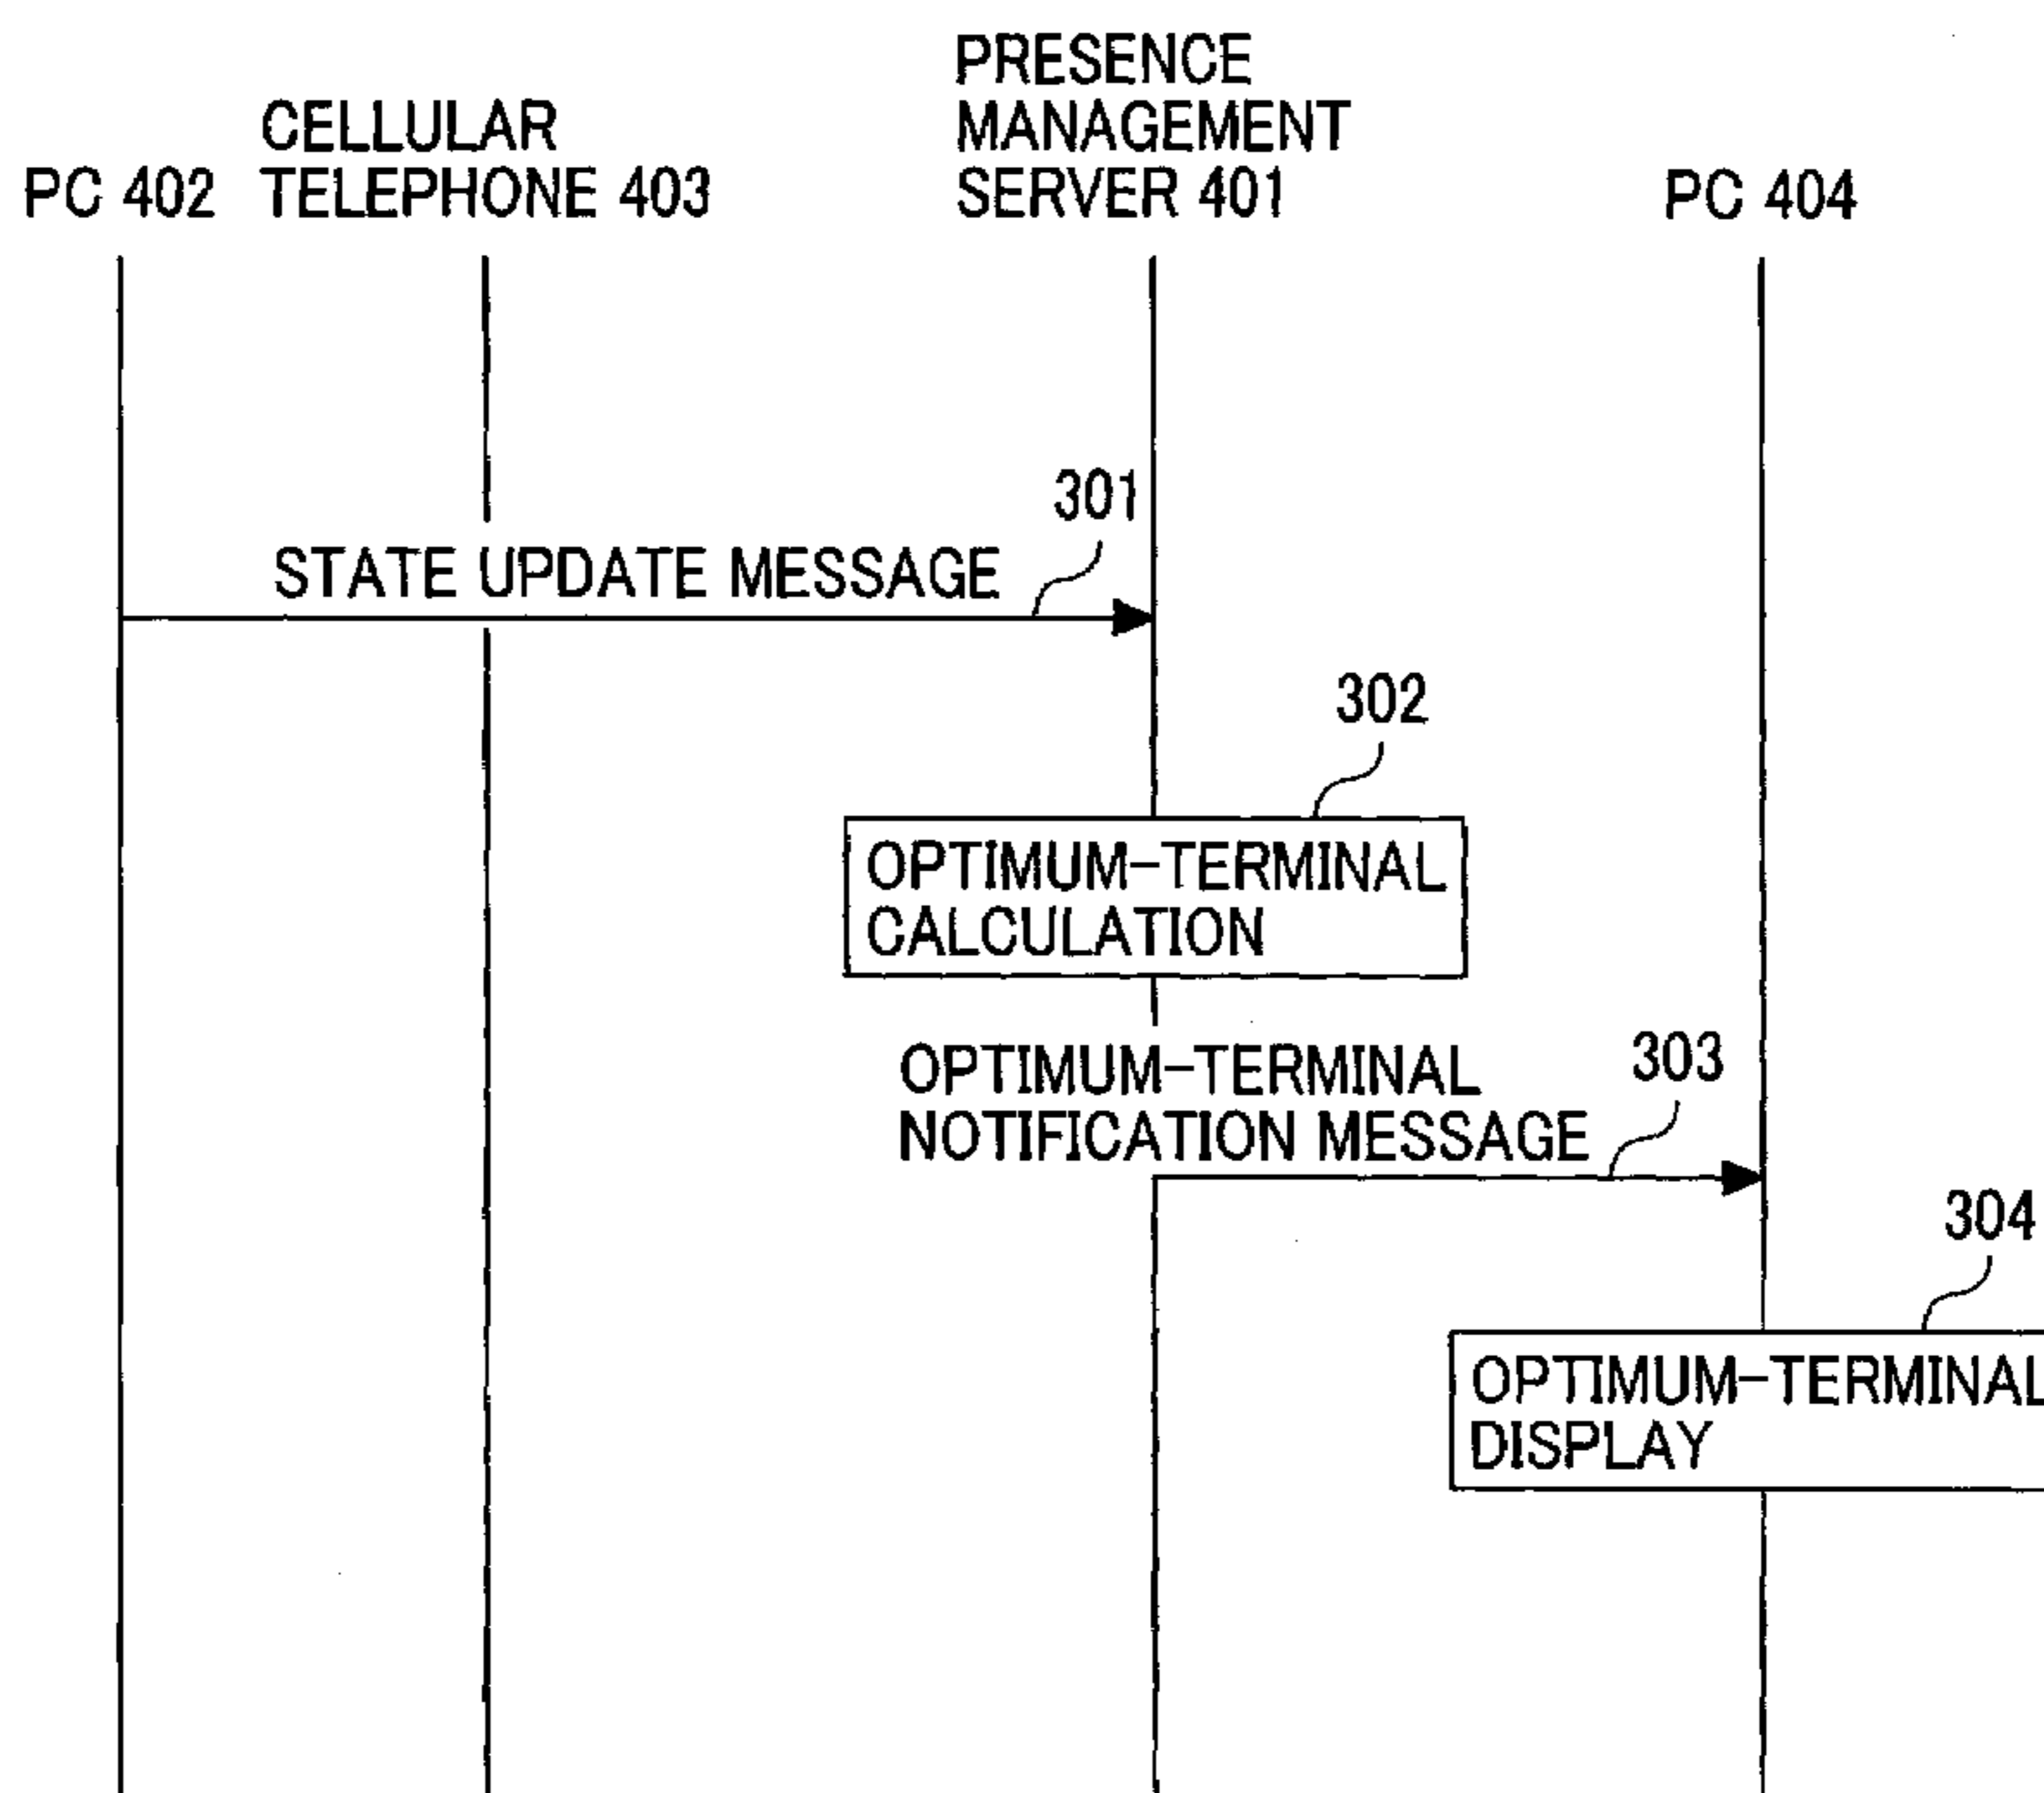 PRESENCE
MANAGEMENT
SERVER 401
CELLULAR
TELEPHONE 403
PC 402
PC 404
301
STATE UPDATE MESSAGE
302
OPTIMUM-TERMINAL
CALCULATION
OPTIMUM-TERMINAL
NOTIFICATION MESSAGE
303
304
OPTIMUM-TERMINAL
DISPLAY